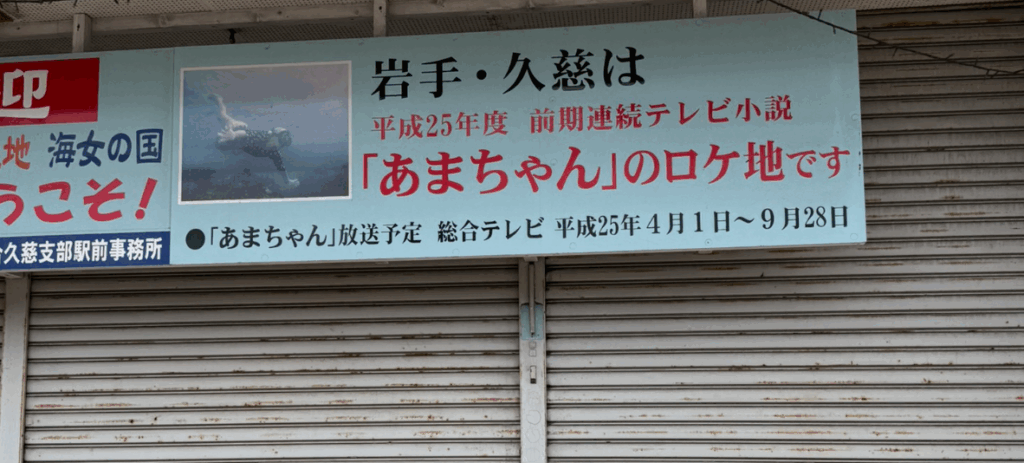 印
地 海女の国
うこそ!
久慈支部駅前事務所
岩手・久慈は
平成25年度 前期連続テレビ小説
「あまちゃん」のロケ地です
●「あまちゃん」放送予定 総合テレビ 平成25年4月1日～9月28日